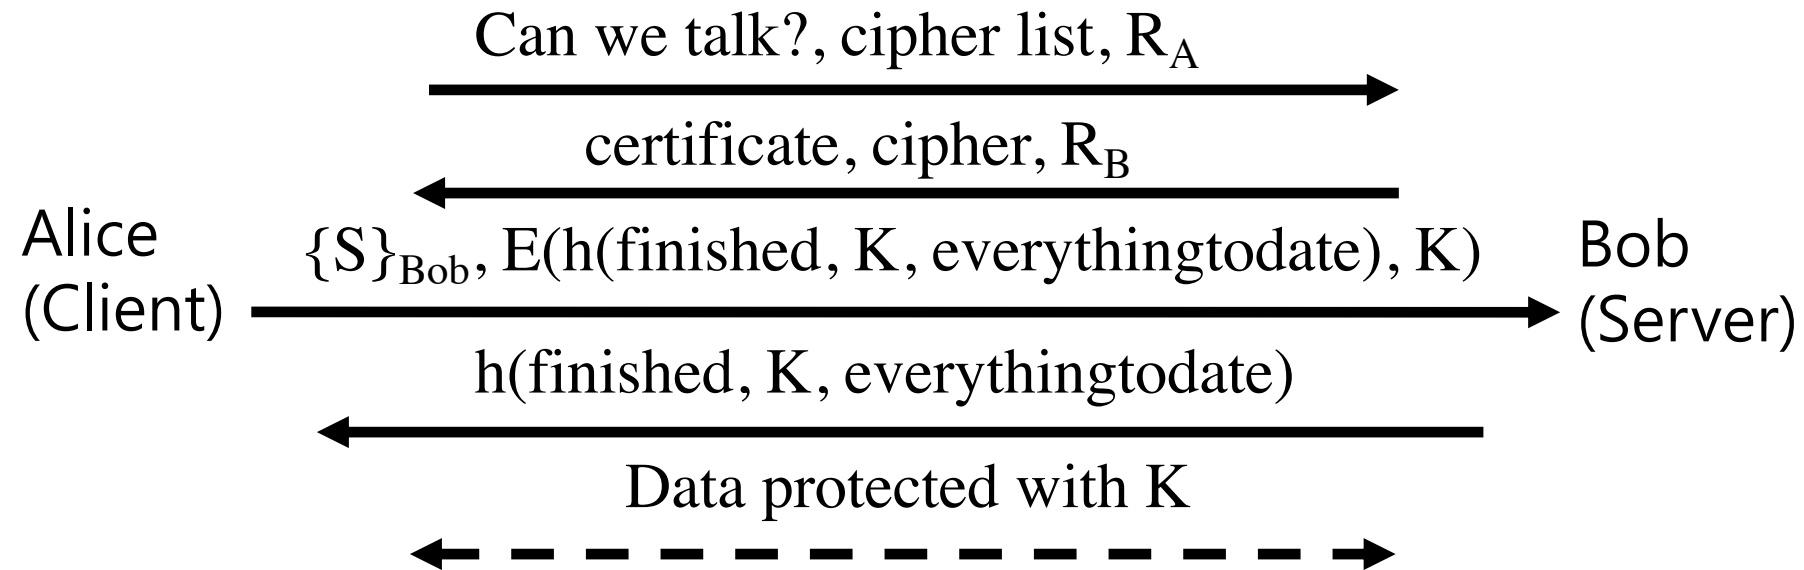 Can we talk?, cipher list, R_A
certificate, cipher, R_B
Alice
(Client)
{S}_Bob, E(h(finished, K, everythingtodate), K)
Bob
(Server)
h(finished, K, everythingtodate)
Data protected with K